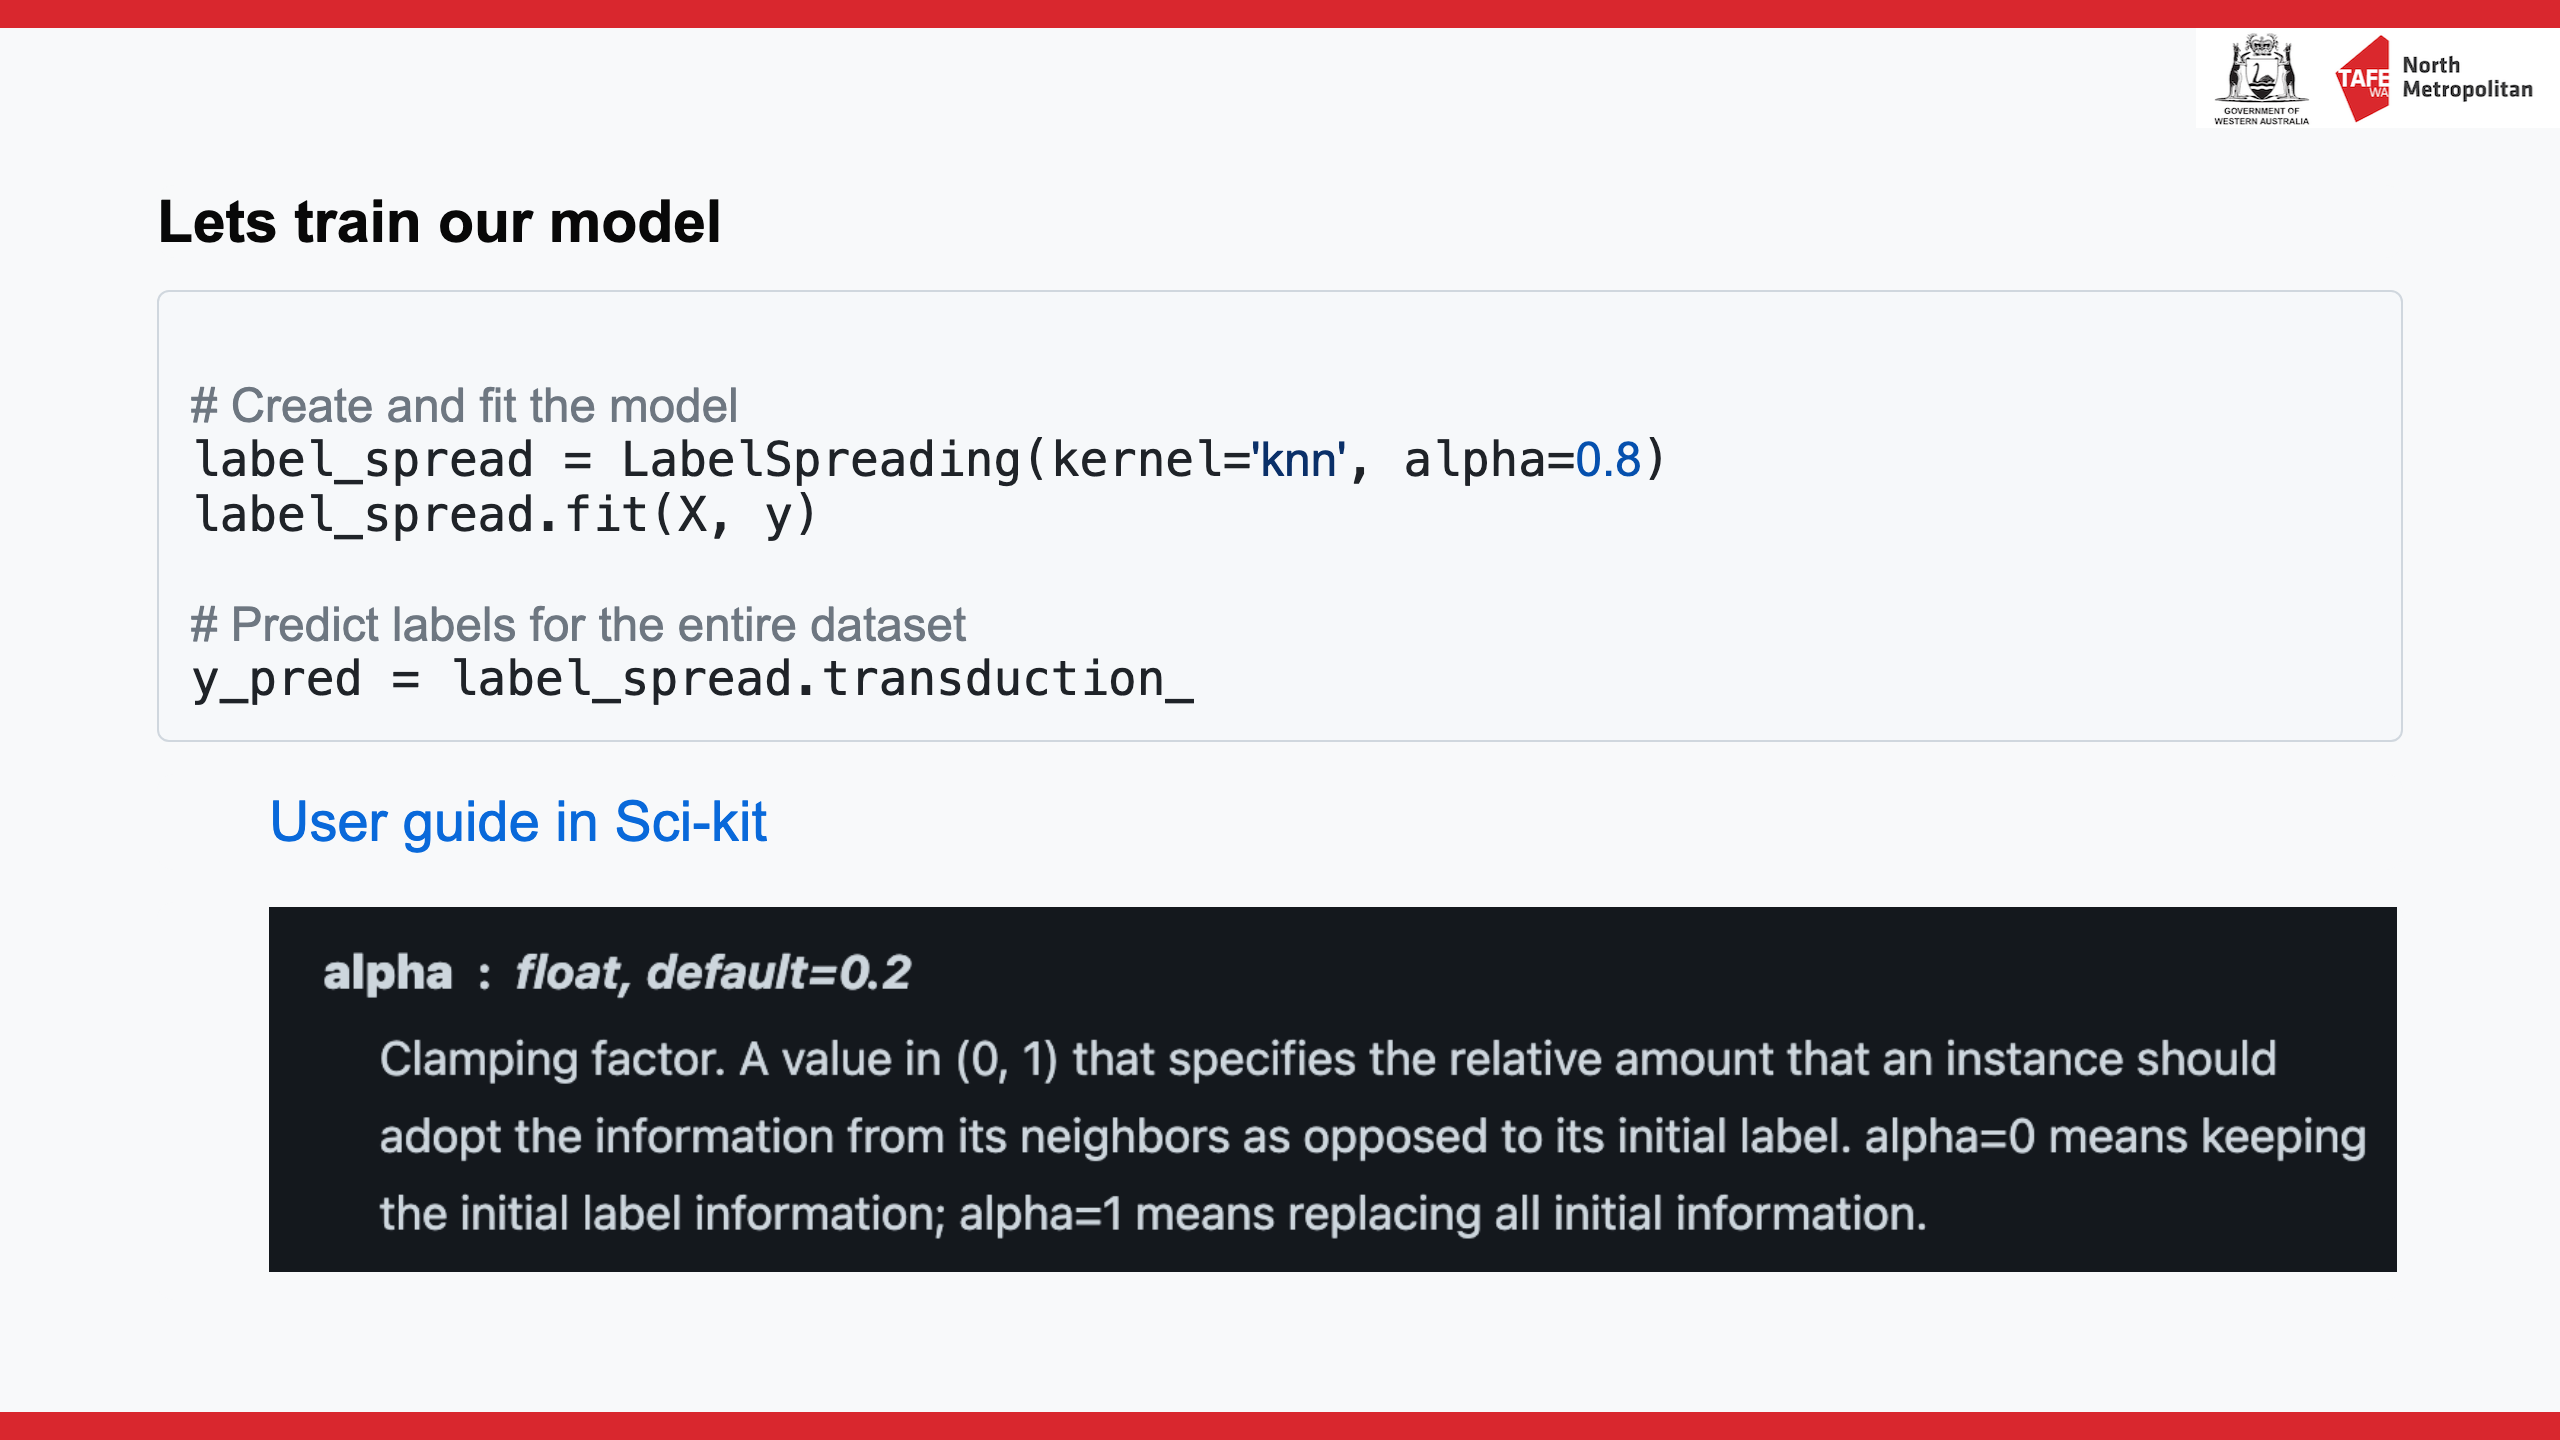 GOVERNMENT OF
WESTERN AUSTRALIA
TAFE
WA
North
Metropolitan
Lets train our model
# Create and fit the model
label_spread = LabelSpreading(kernel='knn', alpha=0.8)
label_spread.fit(X, y)
# Predict labels for the entire dataset
y_pred = label_spread.transduction_
User guide in Sci-kit
alpha : float, default=0.2
Clamping factor. A value in (0, 1) that specifies the relative amount that an instance should
adopt the information from its neighbors as opposed to its initial label. alpha=0 means keeping
the initial label information; alpha=1 means replacing all initial information.